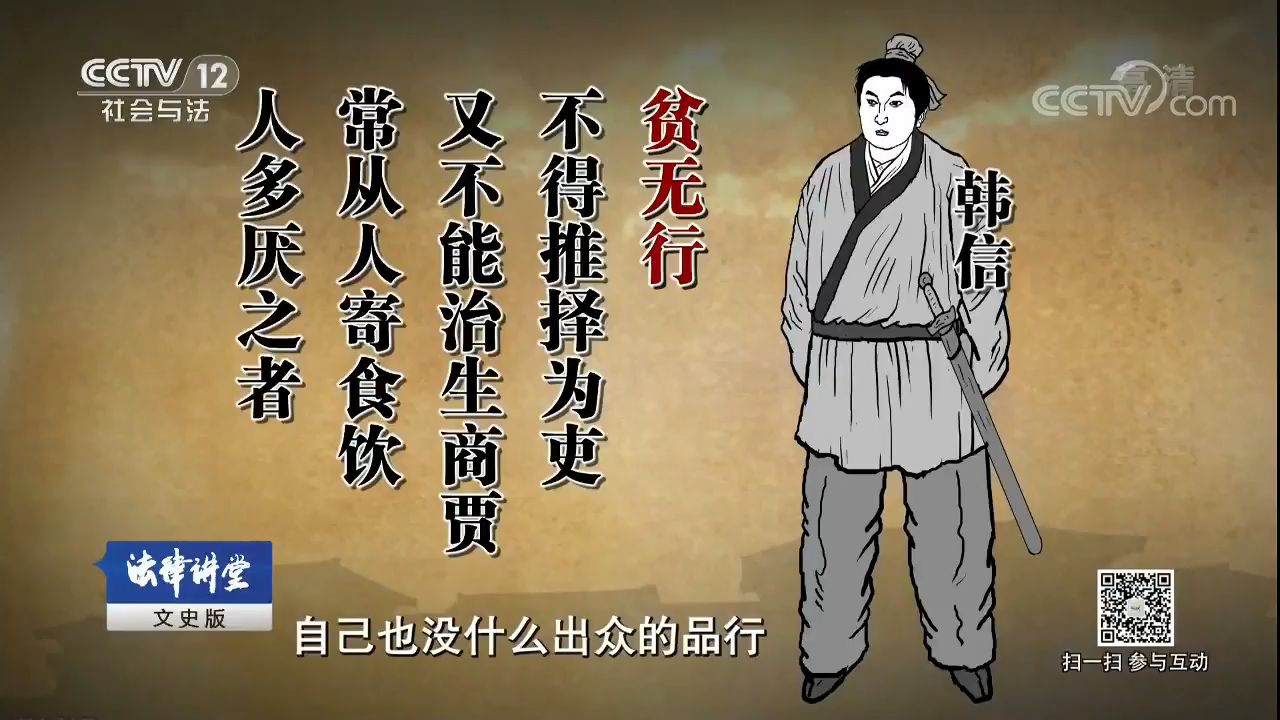 CCTV 12
社会与法
高清
CCTV.com
韩信
贫无行
不得推择为吏
又不能治生商贾
常从人寄食饮
人多厌之者
法律讲堂
文史版
自己也没什么出众的品行
扫一扫 参与互动